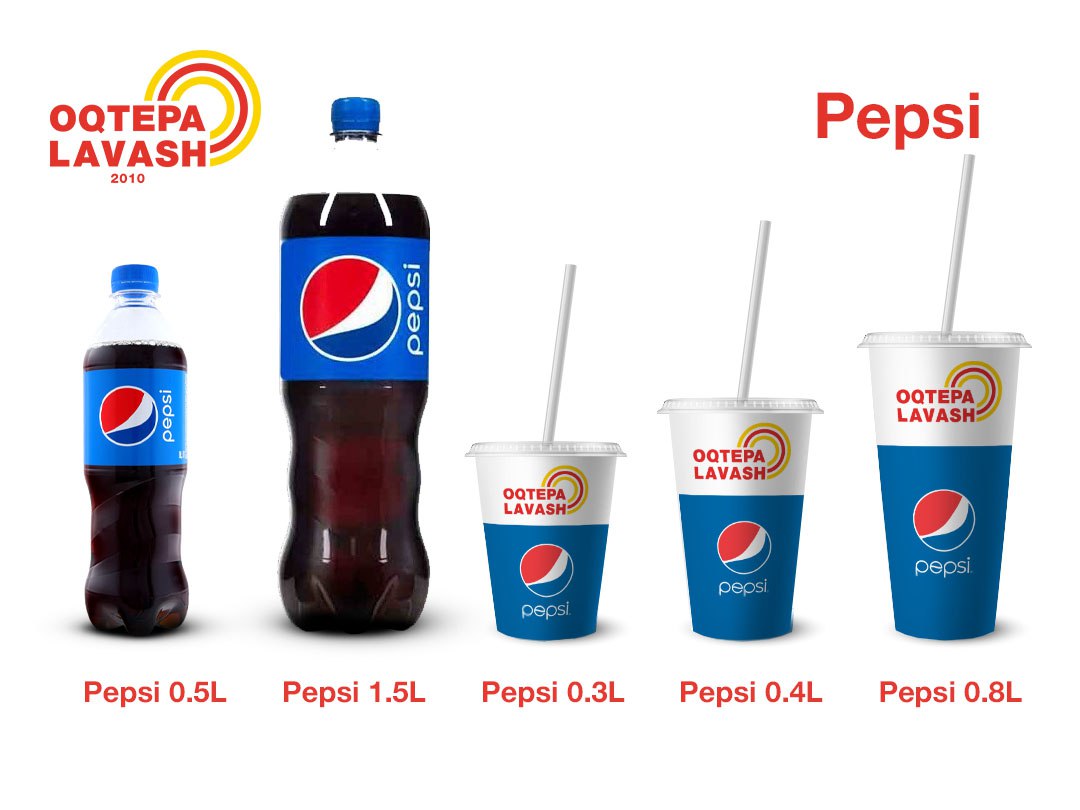 OQTEPA
LAVASH
2010
Pepsi
pepsi
pepsi
OQTEPA
LAVASH
pepsi
OQTEPA
LAVASH
pepsi
OQTEPA
LAVASH
pepsi
Pepsi 0.5L
Pepsi 1.5L
Pepsi 0.3L
Pepsi 0.4L
Pepsi 0.8L